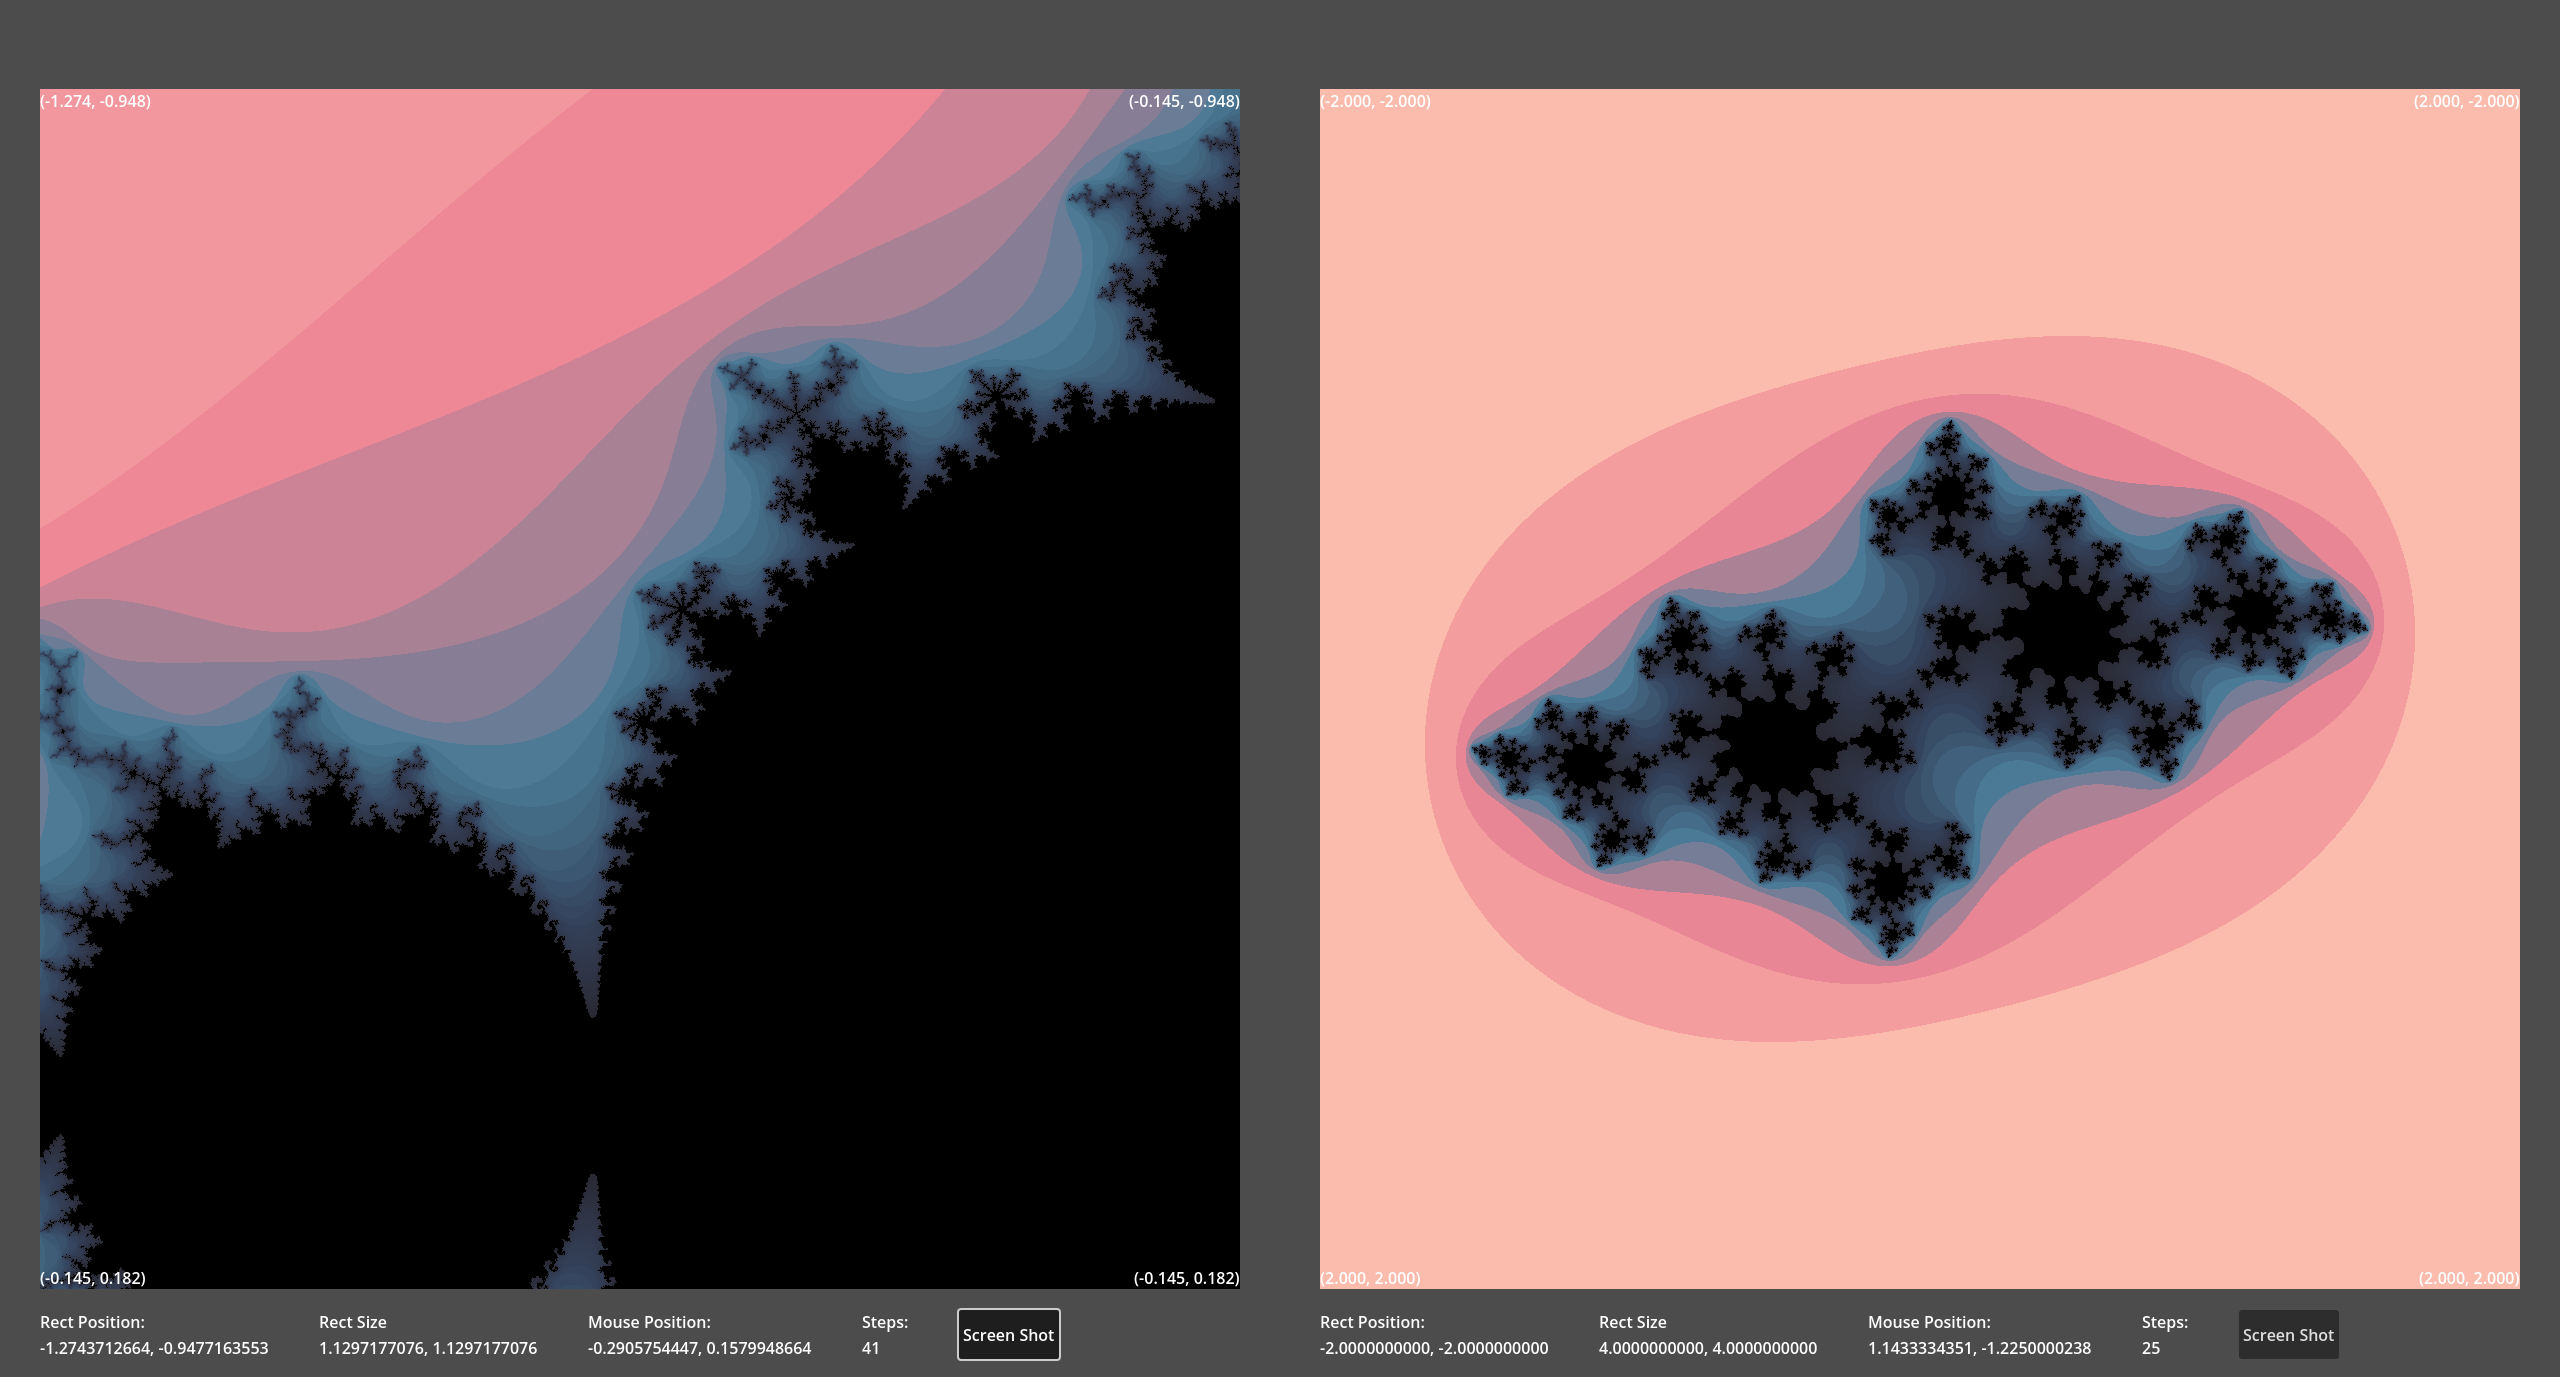 (-1.274, -0.948)
(-0.145, -0.948)
(-0.145, 0.182)
(-0.145, 0.182)
Rect Position:
-1.2743712664, -0.9477163553
Rect Size
1.1297177076, 1.1297177076
Mouse Position:
-0.2905754447, 0.1579948664
Steps:
41
Screen Shot
(-2.000, -2.000)
(2.000, -2.000)
(2.000, 2.000)
(2.000, 2.000)
Rect Position:
-2.0000000000, -2.0000000000
Rect Size
4.0000000000, 4.0000000000
Mouse Position:
1.1433334351, -1.2250000238
Steps:
25
Screen Shot